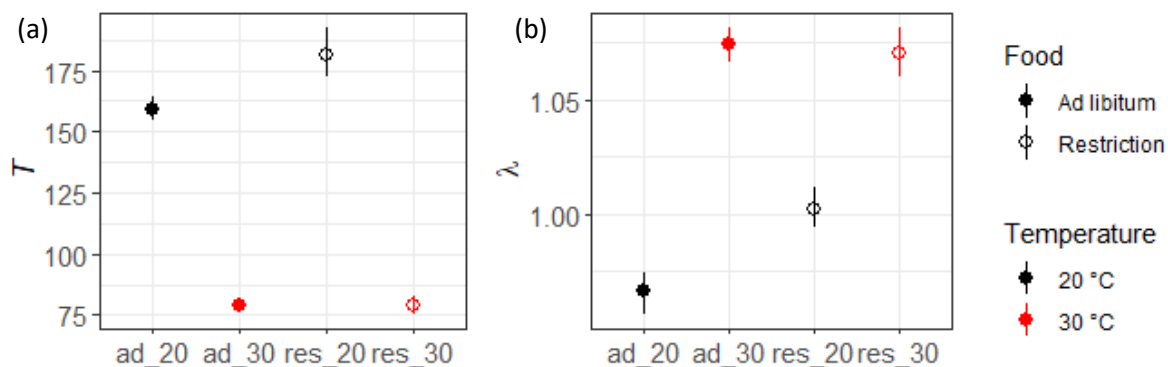 (a)
T
175
150
125
100
75
ad_20 ad_30 res_20 res_30
(b)
λ
1.05
1.00
ad_20 ad_30 res_20 res_30
Food
Ad libitum
Restriction
Temperature
20 °C
30 °C